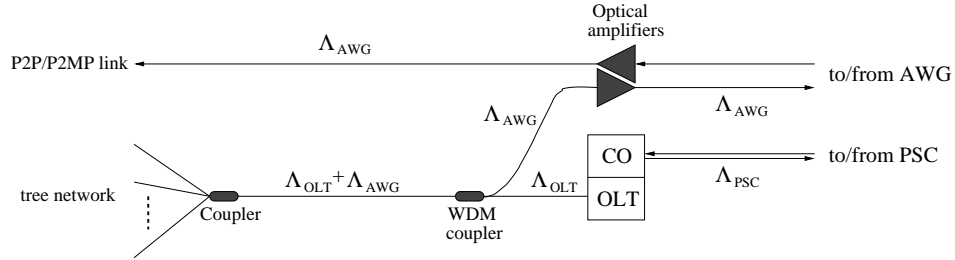 Optical
amplifiers
Λ_AWG
P2P/P2MP link
to/from AWG
Λ_AWG
Λ_AWG
CO
to/from PSC
Λ_PSC
Λ_OLT+Λ_AWG
Λ_OLT
tree network
OLT
Coupler
WDM
coupler